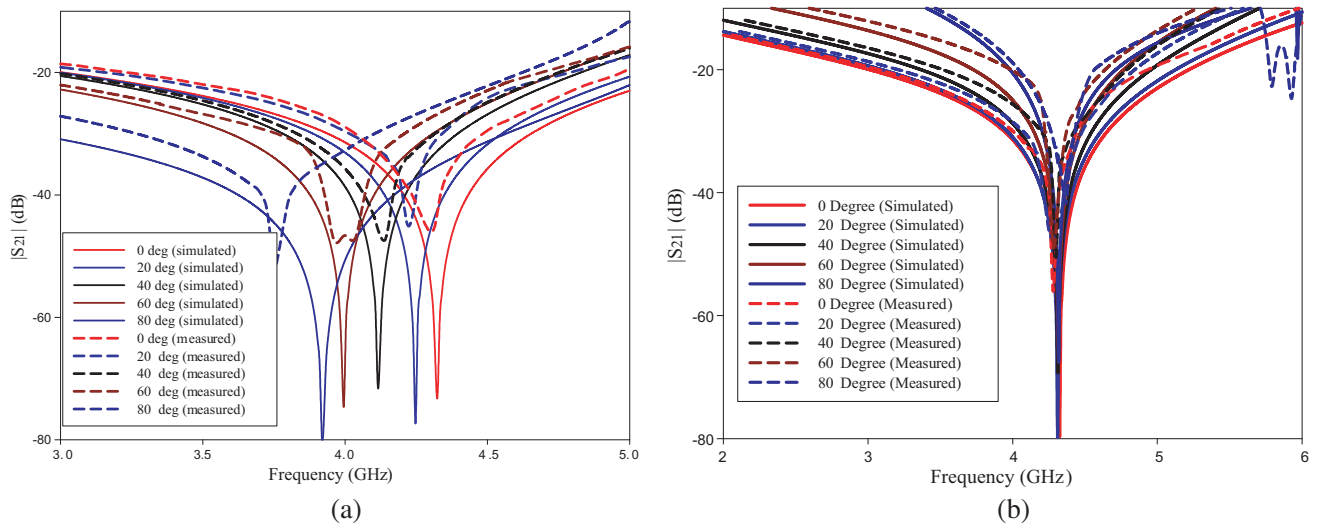 |S21| (dB)
-20
-40
-60
-80
0 deg (simulated)
20 deg (simulated)
40 deg (simulated)
60 deg (simulated)
80 deg (simulated)
0 deg (measured)
20 deg (measured)
40 deg (measured)
60 deg (measured)
80 deg (measured)
3.0 3.5 4.0 4.5 5.0
Frequency (GHz)
(a)
|S21| (dB)
-20
-40
-60
-80
0 Degree (Simulated)
20 Degree (Simulated)
40 Degree (Simulated)
60 Degree (Simulated)
80 Degree (Simulated)
0 Degree (Measured)
20 Degree (Measured)
40 Degree (Measured)
60 Degree (Measured)
80 Degree (Measured)
2 3 4 5 6
Frequency (GHz)
(b)